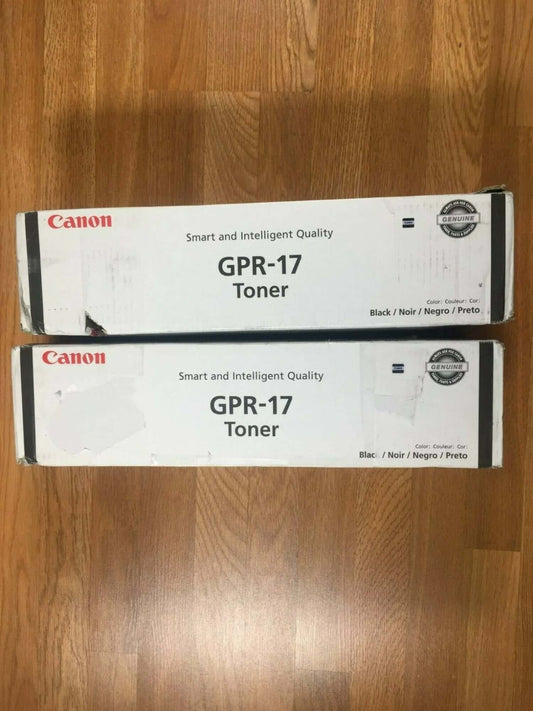 Canon
GENUINE
Smart and Intelligent Quality
GPR-17
Toner
Color: Couleur: Cor:
Black / Noir / Negro / Preto
Canon
GENUINE
Smart and Intelligent Quality
GPR-17
Toner
Color: Couleur: Cor:
Black / Noir / Negro / Preto